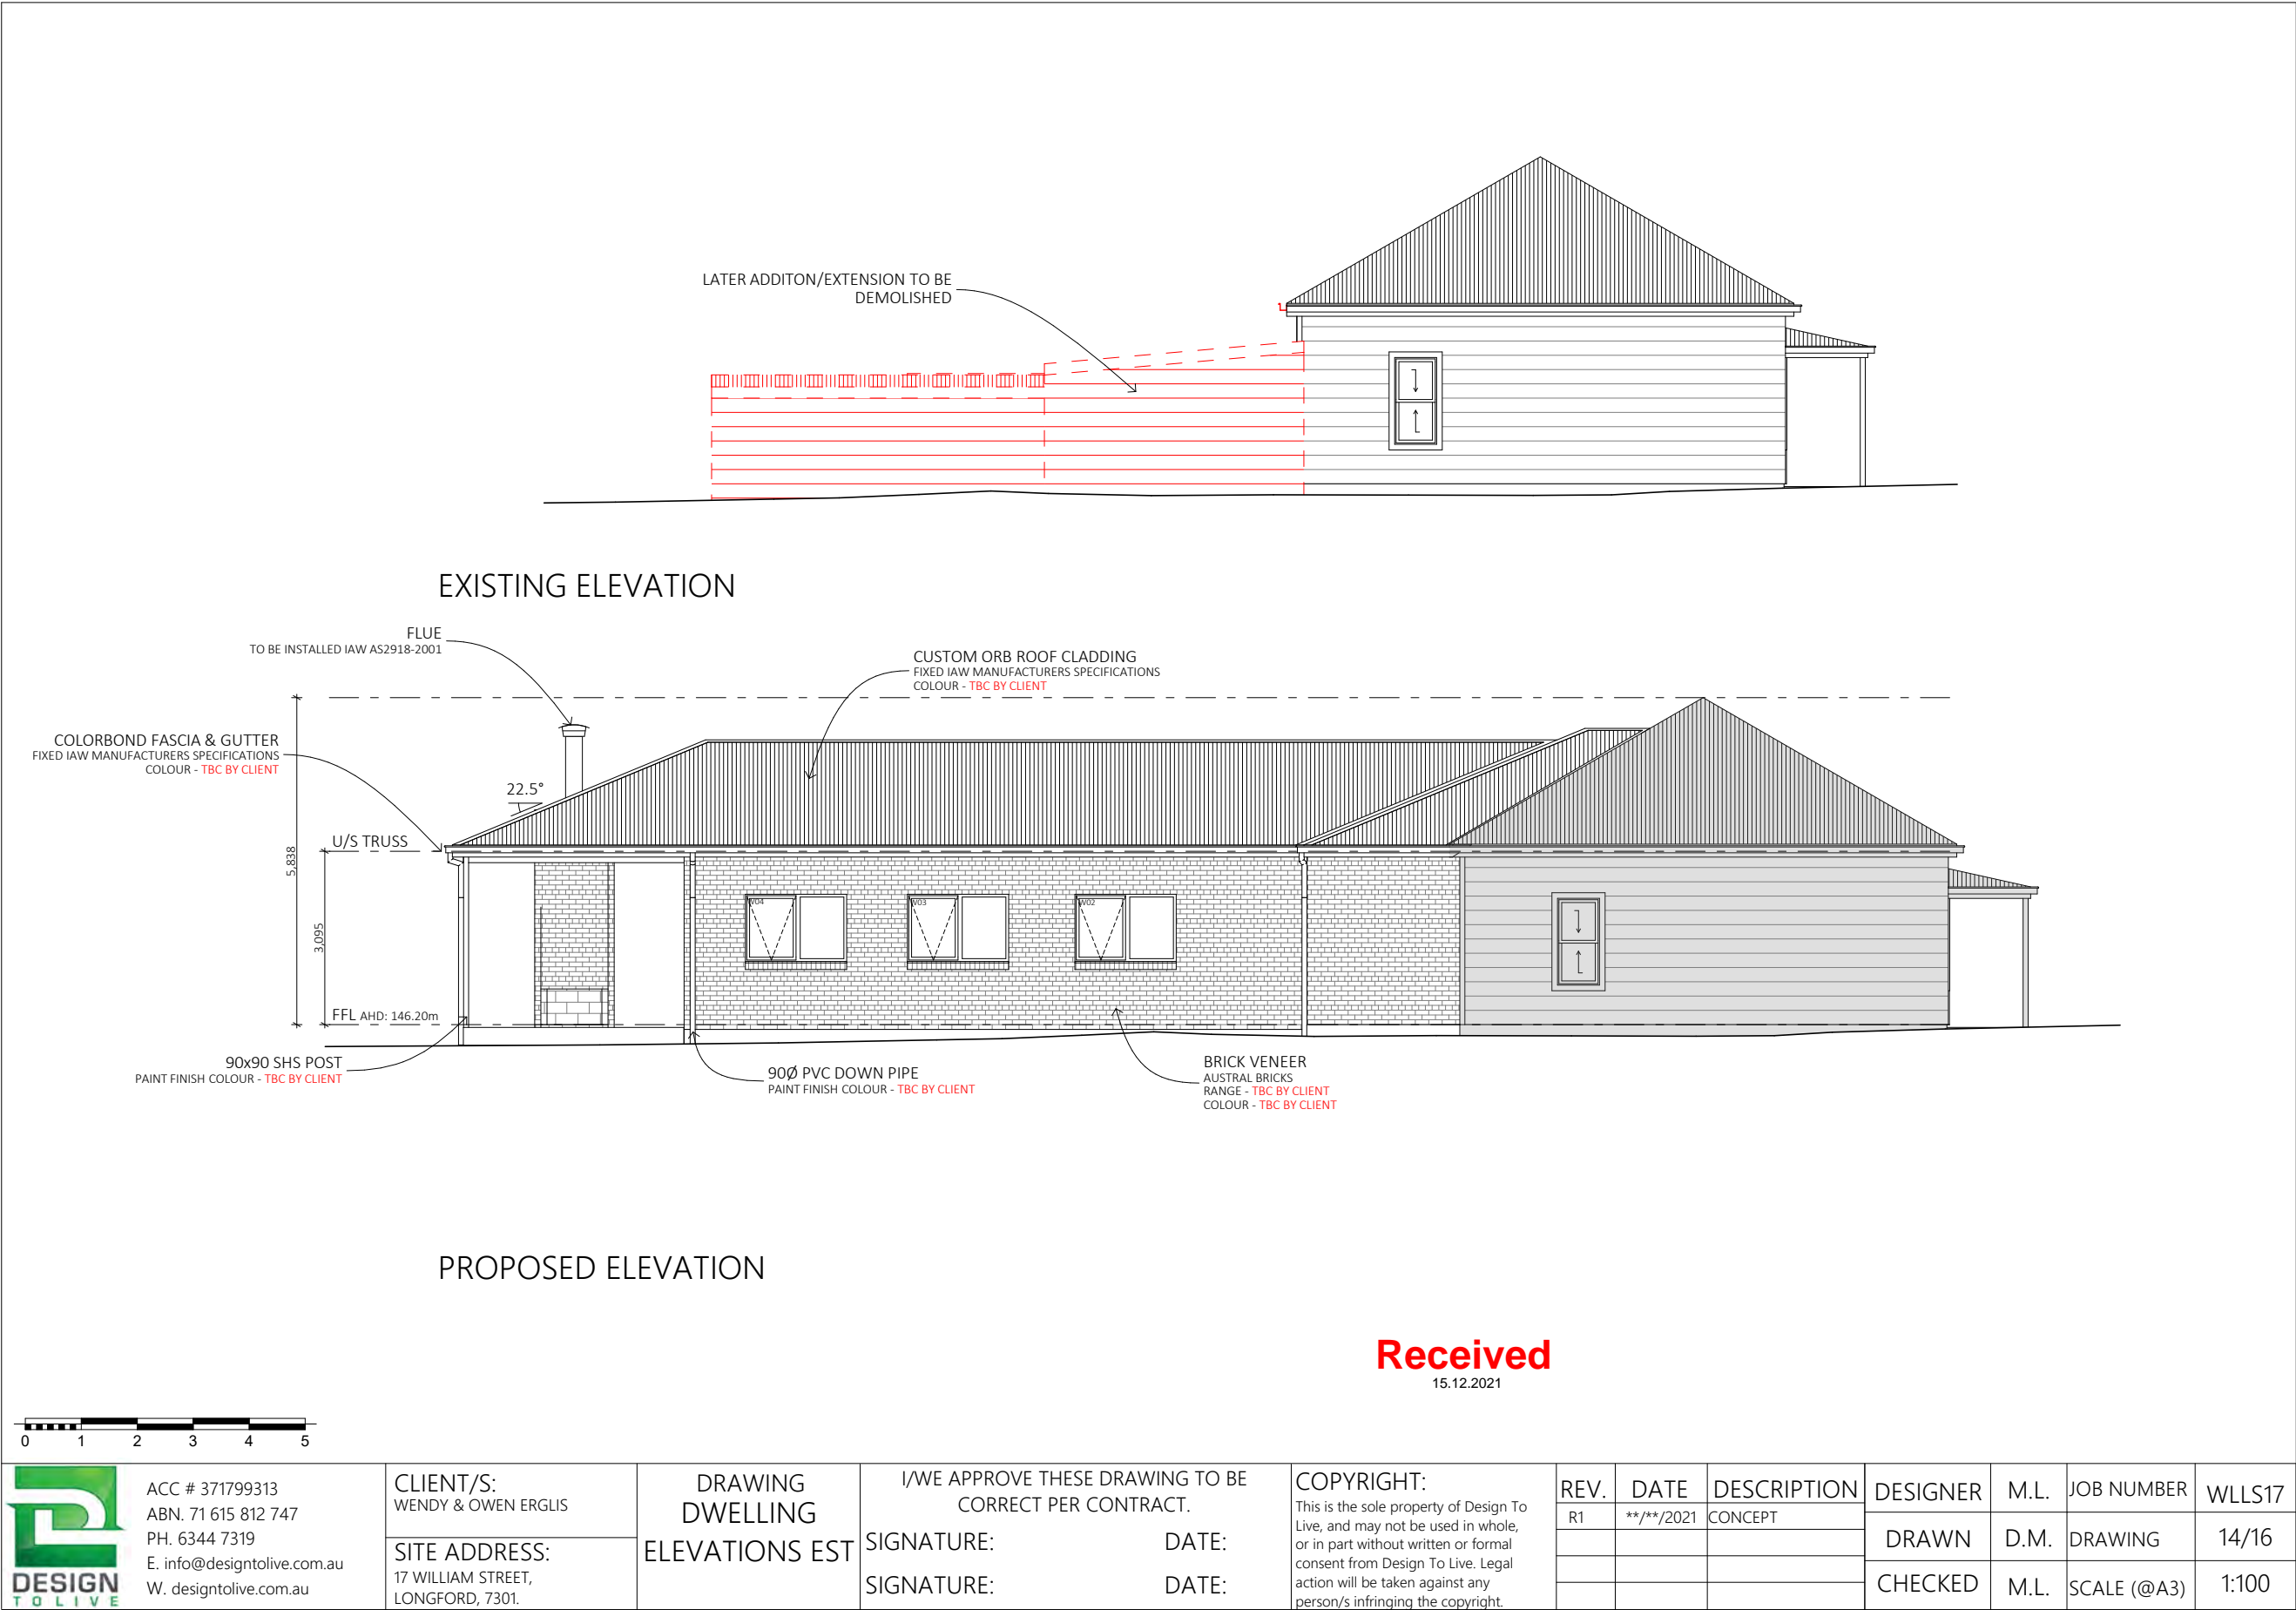 LATER ADDITON/EXTENSION TO BE
DEMOLISHED
EXISTING ELEVATION
FLUE
TO BE INSTALLED IAW AS2918-2001
CUSTOM ORB ROOF CLADDING
FIXED IAW MANUFACTURERS SPECIFICATIONS
COLOUR - TBC BY CLIENT
COLORBOND FASCIA & GUTTER
FIXED IAW MANUFACTURERS SPECIFICATIONS
COLOUR - TBC BY CLIENT
22.5°
U/S TRUSS
5,838
3,095
W04
W03
W02
FFL AHD: 146.20m
90x90 SHS POST
PAINT FINISH COLOUR - TBC BY CLIENT
90Ø PVC DOWN PIPE
PAINT FINISH COLOUR - TBC BY CLIENT
BRICK VENEER
AUSTRAL BRICKS
RANGE - TBC BY CLIENT
COLOUR - TBC BY CLIENT
PROPOSED ELEVATION
Received
15.12.2021
0 1 2 3 4 5
DESIGN
TO LIVE
ACC # 371799313
ABN. 71 615 812 747
PH. 6344 7319
E. info@designtolive.com.au
W. designtolive.com.au
CLIENT/S:
WENDY & OWEN ERGLIS
SITE ADDRESS:
17 WILLIAM STREET,
LONGFORD, 7301.
DRAWING
DWELLING
ELEVATIONS EST
I/WE APPROVE THESE DRAWING TO BE
CORRECT PER CONTRACT.
SIGNATURE: DATE:
SIGNATURE: DATE:
COPYRIGHT:
This is the sole property of Design To
Live, and may not be used in whole,
or in part without written or formal
consent from Design To Live. Legal
action will be taken against any
person/s infringing the copyright.
REV. DATE DESCRIPTION
R1 **/**/2021 CONCEPT
DESIGNER M.L. JOB NUMBER WLLS17
DRAWN D.M. DRAWING 14/16
CHECKED M.L. SCALE (@A3) 1:100